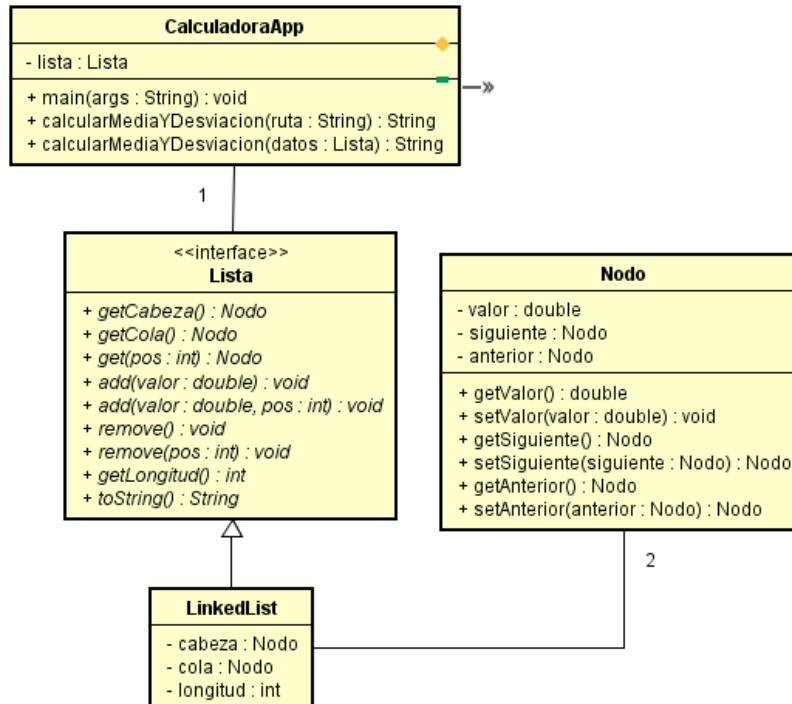 CalculadoraApp
- lista : Lista
+ main(args : String) : void
+ calcularMediaYDesviacion(ruta : String) : String
+ calcularMediaYDesviacion(datos : Lista) : String
1
<<interface>>
Lista
+ getCabeza() : Nodo
+ getCola() : Nodo
+ get(pos : int) : Nodo
+ add(valor : double) : void
+ add(valor : double, pos : int) : void
+ remove() : void
+ remove(pos : int) : void
+ getLongitud() : int
+ toString() : String
Nodo
- valor : double
- siguiente : Nodo
- anterior : Nodo
+ getValor() : double
+ setValor(valor : double) : void
+ getSiguiente() : Nodo
+ setSiguiente(siguiente : Nodo) : Nodo
+ getAnterior() : Nodo
+ setAnterior(anterior : Nodo) : Nodo
2
LinkedList
- cabeza : Nodo
- cola : Nodo
- longitud : int